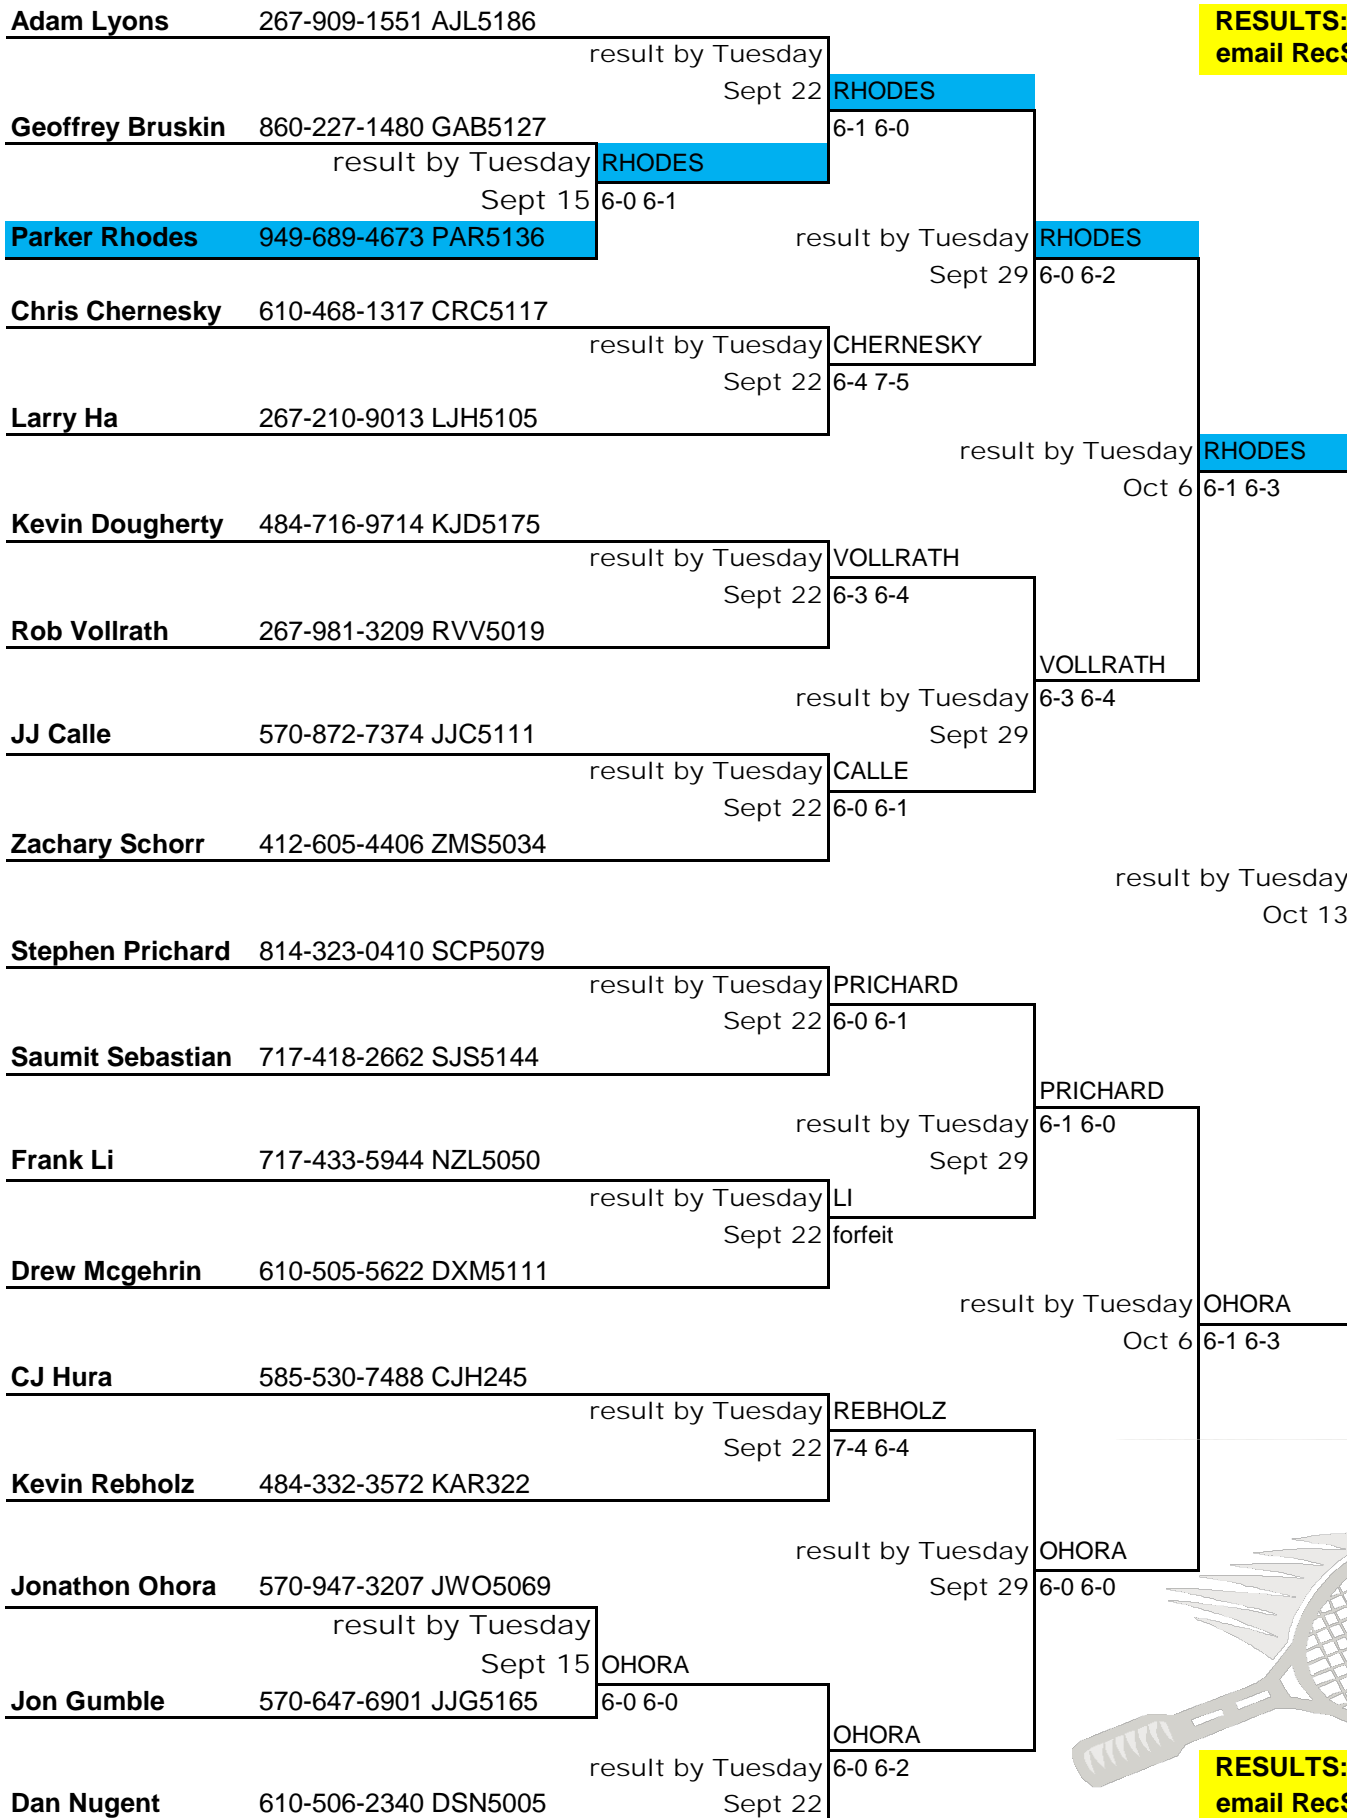 Adam Lyons 267-909-1551 AJL5186 RESULTS:
result by Tuesday email RecS
Sept 22 RHODES
Geoffrey Bruskin 860-227-1480 GAB5127 6-1 6-0
result by Tuesday RHODES
Sept 15 6-0 6-1
Parker Rhodes 949-689-4673 PAR5136 result by Tuesday RHODES
Sept 29 6-0 6-2
Chris Chernesky 610-468-1317 CRC5117
result by Tuesday CHERNESKY
Sept 22 6-4 7-5
Larry Ha 267-210-9013 LJH5105
result by Tuesday RHODES
Oct 6 6-1 6-3
Kevin Dougherty 484-716-9714 KJD5175
result by Tuesday VOLLRATH
Sept 22 6-3 6-4
Rob Vollrath 267-981-3209 RVV5019
VOLLRATH
result by Tuesday 6-3 6-4
JJ Calle 570-872-7374 JJC5111 Sept 29
result by Tuesday CALLE
Sept 22 6-0 6-1
Zachary Schorr 412-605-4406 ZMS5034
result by Tuesday
Oct 13
Stephen Prichard 814-323-0410 SCP5079
result by Tuesday PRICHARD
Sept 22 6-0 6-1
Saumit Sebastian 717-418-2662 SJS5144
PRICHARD
result by Tuesday 6-1 6-0
Frank Li 717-433-5944 NZL5050 Sept 29
result by Tuesday LI
Sept 22 forfeit
Drew Mcgehrin 610-505-5622 DXM5111
result by Tuesday OHORA
Oct 6 6-1 6-3
CJ Hura 585-530-7488 CJH245
result by Tuesday REBHOLZ
Sept 22 7-4 6-4
Kevin Rebholz 484-332-3572 KAR322
result by Tuesday OHORA
Jonathon Ohora 570-947-3207 JWO5069 Sept 29 6-0 6-0
result by Tuesday
Sept 15 OHORA
Jon Gumble 570-647-6901 JJG5165 6-0 6-0
OHORA
result by Tuesday 6-0 6-2 RESULTS:
Dan Nugent 610-506-2340 DSN5005 Sept 22 email RecS